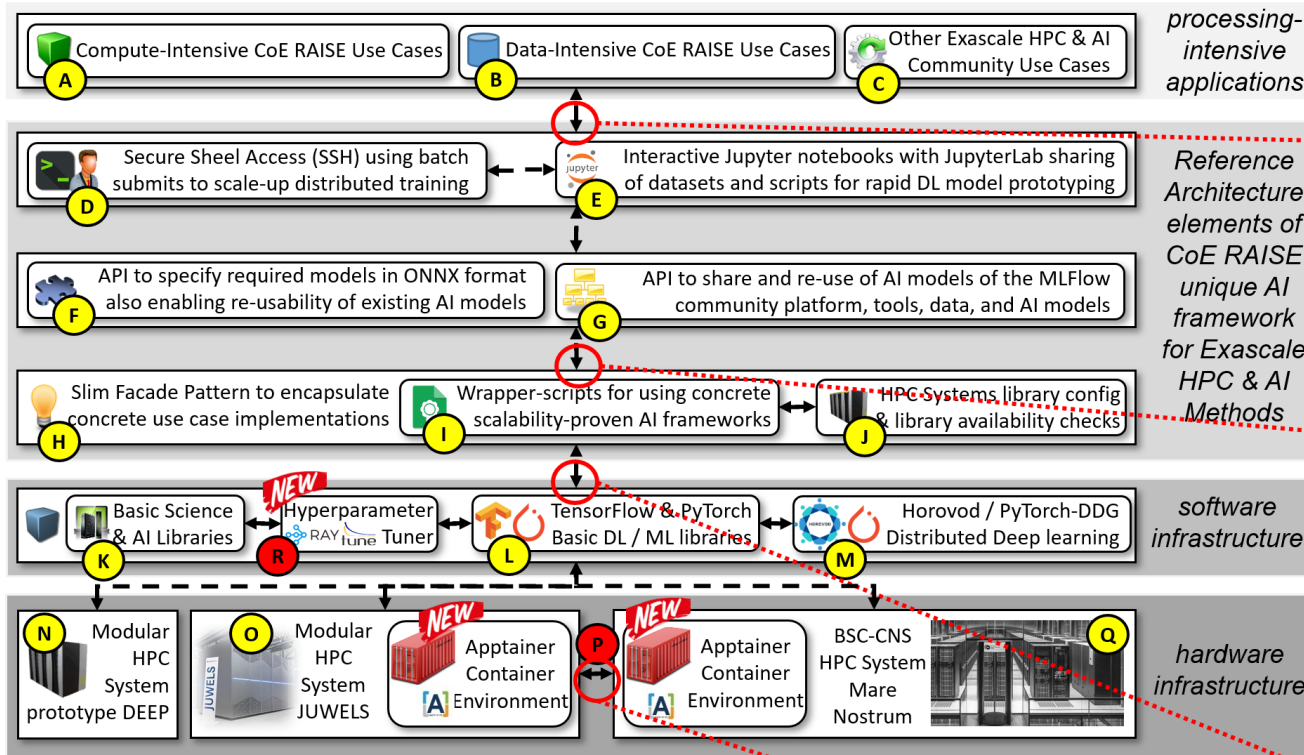 Compute-Intensive CoE RAISE Use Cases
A
Data-Intensive CoE RAISE Use Cases
B
Other Exascale HPC & AI
Community Use Cases
C
processing-
intensive
applications
Secure Sheel Access (SSH) using batch
submits to scale-up distributed training
D
jupyter
Interactive Jupyter notebooks with JupyterLab sharing
of datasets and scripts for rapid DL model prototyping
E
API to specify required models in ONNX format
also enabling re-usability of existing AI models
F
API to share and re-use of AI models of the MLFlow
community platform, tools, data, and AI models
G
Slim Facade Pattern to encapsulate
concrete use case implementations
H
Wrapper-scripts for using concrete
scalability-proven AI frameworks
I
HPC Systems library config
& library availability checks
J
Reference
Architecture
elements of
CoE RAISE
unique AI
framework
for Exascale
HPC & AI
Methods
Basic Science
& AI Libraries
K
NEW
Hyperparameter
RAY tune Tuner
R
TensorFlow & PyTorch
Basic DL / ML libraries
L
HOROVOD
Horovod / PyTorch-DDG
Distributed Deep learning
M
software
infrastructure
N
Modular
HPC
System
prototype DEEP
JUWELS
O
Modular
HPC
System
JUWELS
NEW
Apptainer
Container
Environment
[A]
P
NEW
Apptainer
Container
Environment
[A]
BSC-CNS
HPC System
Mare
Nostrum
Q
hardware
infrastructure